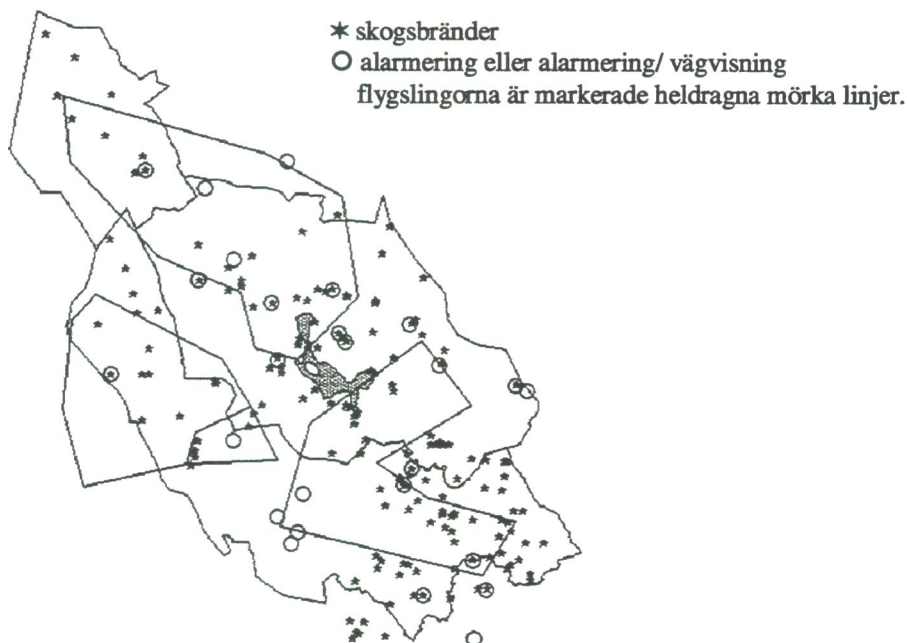 * skogsbränder
O alarmering eller alarmering/ vägvisning
flygslingorna är markerade heldragna mörka linjer.